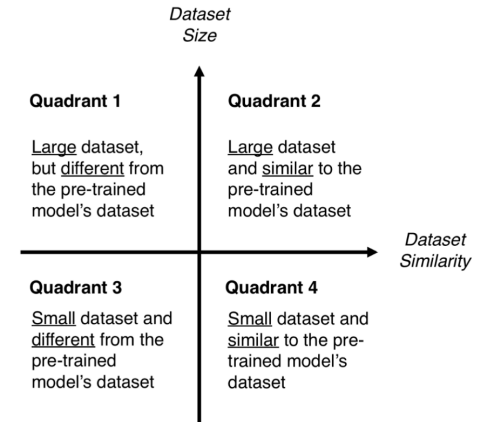 Dataset
Size
Quadrant 1
Large dataset,
but different from
the pre-trained
model's dataset
Quadrant 2
Large dataset
and similar to the
pre-trained
model's dataset
Dataset
Similarity
Quadrant 3
Small dataset and
different from the
pre-trained
model's dataset
Quadrant 4
Small dataset and
similar to the pre-
trained model's
dataset